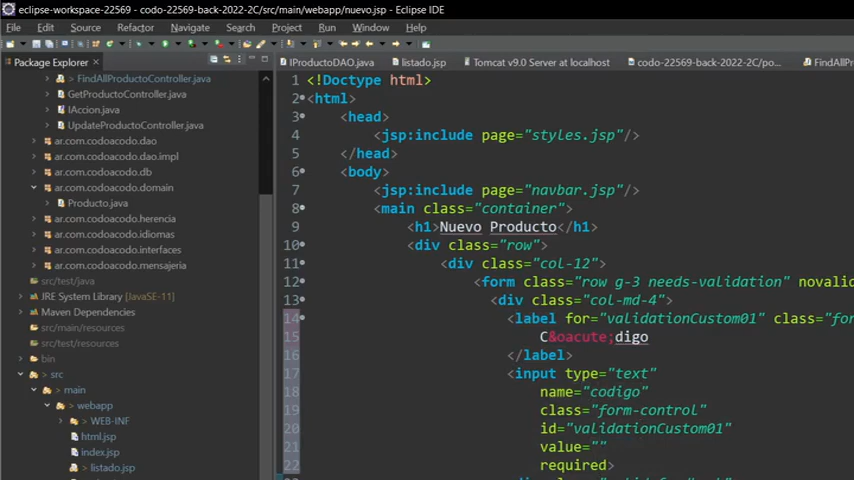 eclipse-workspace-22569 - codo-22569-back-2022-2C/src/main/webapp/nuevo.jsp - Eclipse IDE
File Edit Source Refactor Navigate Search Project Run Window Help
Package Explorer
IProductoDAO.java listado.jsp Tomcat v9.0 Server at localhost codo-22569-back-2022-2C/po... FindAllP
> FindAllProductoController.java
GetProductoController.java
IAccion.java
UpdateProductoController.java
ar.com.codoacodo.dao
ar.com.codoacodo.dao.impl
ar.com.codoacodo.db
ar.com.codoacodo.domain
Producto.java
ar.com.codoacodo.herencia
ar.com.codoacodo.idiomas
ar.com.codoacodo.interfaces
ar.com.codoacodo.mensajeria
src/test/java
JRE System Library [JavaSE-11]
Maven Dependencies
src/main/resources
src/test/resources
bin
> src
> main
> webapp
> WEB-INF
html.jsp
index.jsp
> listado.jsp
1 <!Doctype html>
2 <html>
3 <head>
4 <jsp:include page="styles.jsp"/>
5 </head>
6 <body>
7 <jsp:include page="navbar.jsp"/>
8 <main class="container">
9 <h1>Nuevo Producto</h1>
10 <div class="row">
11 <div class="col-12">
12 <form class="row g-3 needs-validation" novalid
13 <div class="col-md-4">
14 <label for="validationCustom01" class="for
15 C&oacute;digo
16 </label>
17 <input type="text"
18 name="codigo"
19 class="form-control"
20 id="validationCustom01"
21 value=""
22 required>